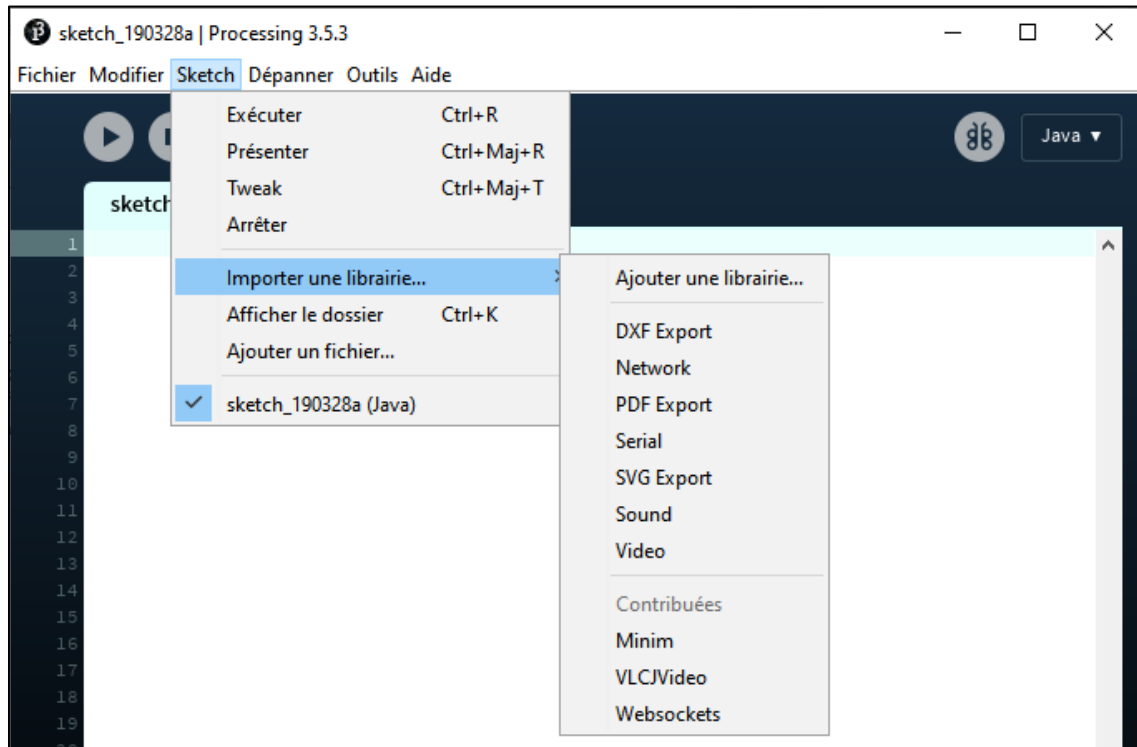 sketch_190328a | Processing 3.5.3
Fichier Modifier Sketch Dépanner Outils Aide
Exécuter Ctrl+R
Présenter Ctrl+Maj+R
Tweak Ctrl+Maj+T
Arrêter
Java
sketch
Importer une librairie...
Afficher le dossier Ctrl+K
Ajouter un fichier...
sketch_190328a (Java)
Ajouter une librairie...
DXF Export
Network
PDF Export
Serial
SVG Export
Sound
Video
Contribuées
Minim
VLCJVideo
Websockets
1
2
3
4
5
6
7
8
9
10
11
12
13
14
15
16
17
18
19